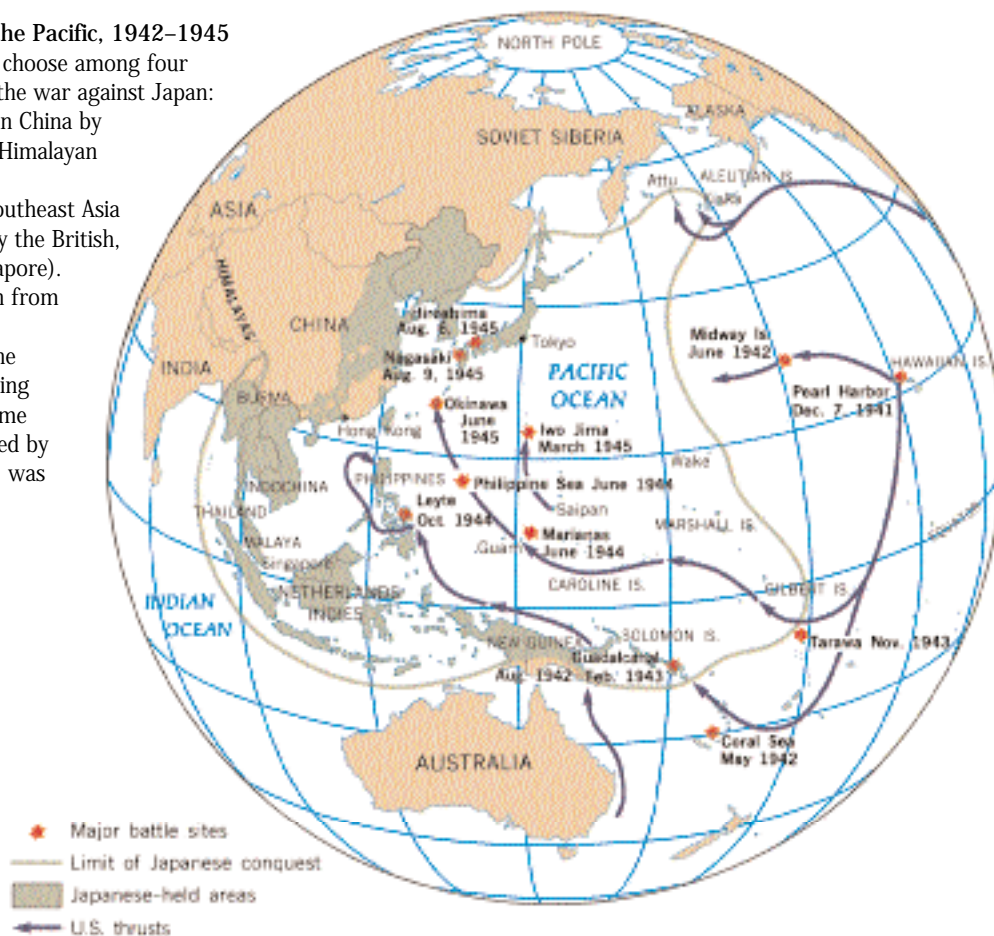 he Pacific, 1942–1945
choose among four
the war against Japan:
n China by
Himalayan
outheast Asia
y the British,
apore).
n from
he
ing
me
ed by
was
NORTH POLE
ALASKA
SOVIET SIBERIA
ALEUTIAN IS.
Attu
Kiska
ASIA
HIMALAYAS
CHINA
Hiroshima
Aug. 6, 1945
Tokyo
Nagasaki
Aug. 9, 1945
Midway Is.
June 1942
HAWAIIAN IS.
INDIA
PACIFIC
OCEAN
Pearl Harbor
Dec. 7, 1941
BURMA
Okinawa
June
1945
Hong Kong
Iwo Jima
March 1945
Wake
INDOCHINA
PHILIPPINES
Philippine Sea June 1944
THAILAND
Leyte
Oct. 1944
Saipan
MARSHALL IS.
MALAYA
Singapore
Guam
Marianas
June 1944
CAROLINE IS.
GILBERT IS.
NETHERLANDS
INDIES
INDIAN
OCEAN
NEW GUINEA
SOLOMON IS.
Tarawa Nov. 1943
Guadalcanal
Aug. 1942
Feb. 1943
Coral Sea
May 1942
AUSTRALIA
Major battle sites
Limit of Japanese conquest
Japanese-held areas
U.S. thrusts